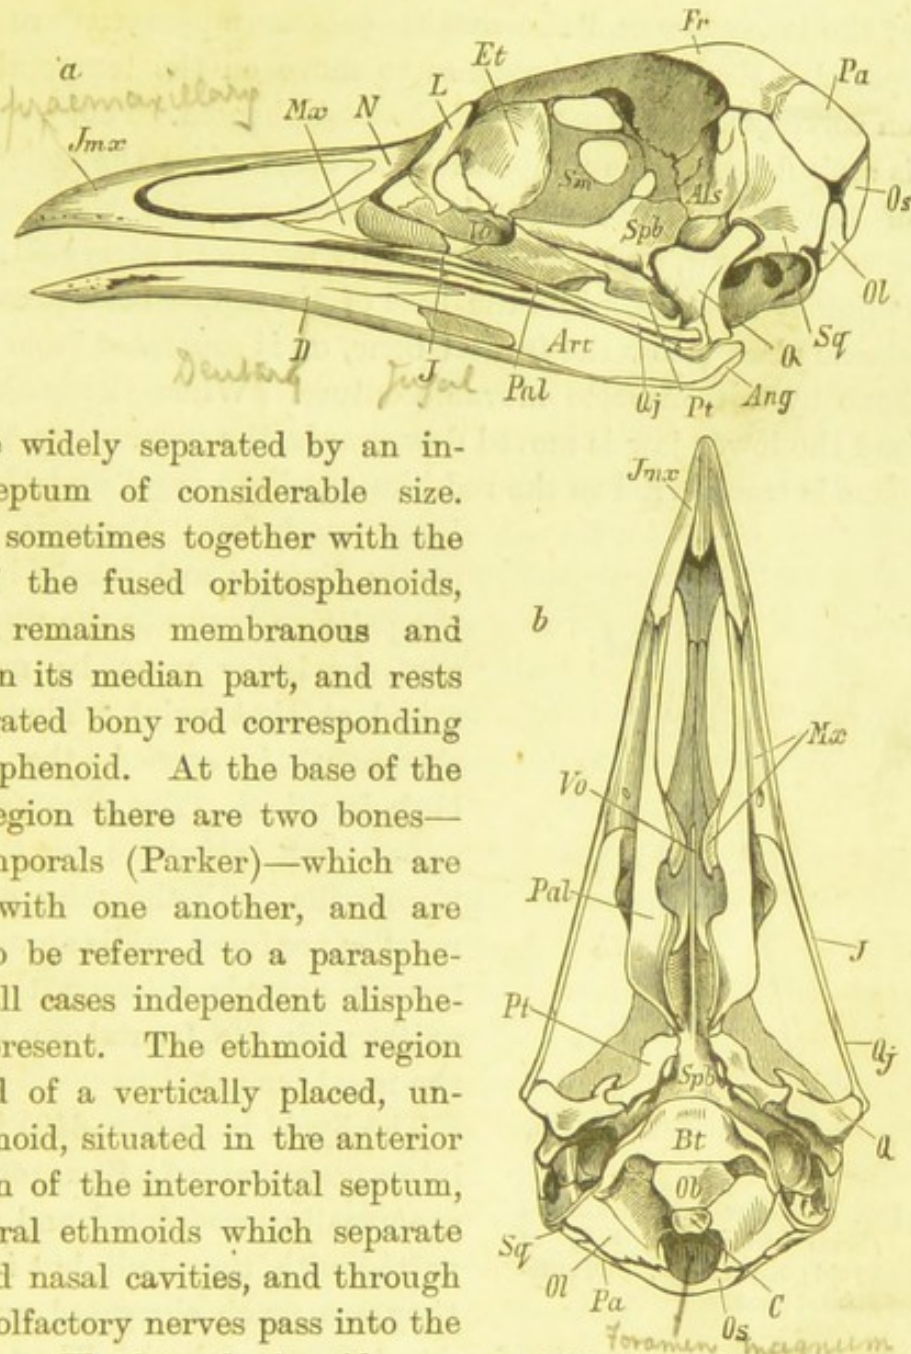 a
praemaxillary
Jmx
Mx
N
L
Et
Fr
Pa
Os
Ol
Sq
Sm
Als
Spb
Vo
D
Dentary
J
Jugal
Pal
Art
Qj
Pt
Ang
Q
widely separated by an in-
eptum of considerable size.
sometimes together with the
the fused orbitosphenoids,
remains membranous and
n its median part, and rests
ated bony rod corresponding
phenoid. At the base of the
egion there are two bones—
nporals (Parker)—which are
with one another, and are
o be referred to a parasphe-
ll cases independent alisphe-
resent. The ethmoid region
d of a vertically placed, un-
noid, situated in the anterior
n of the interorbital septum,
ral ethmoids which separate
d nasal cavities, and through
olfactory nerves pass into the
b
Jmx
Mx
Vo
Pal
J
Pt
Qj
Spb
Q
Bt
Ob
Sq
Ol
Pa
C
Os
Foramen magnum